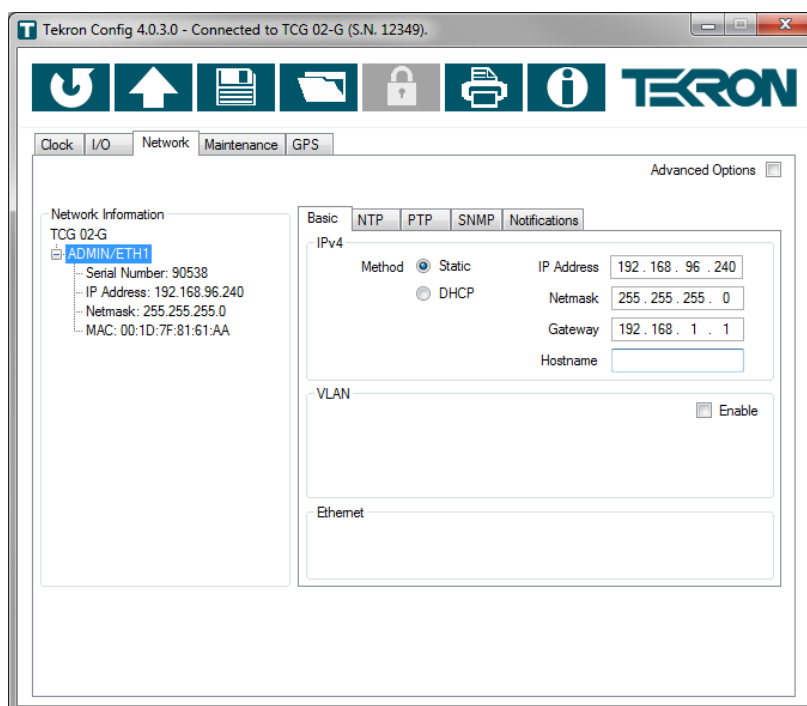 Tekron Config 4.0.3.0 - Connected to TCG 02-G (S.N. 12349).
TEKRON
Clock I/O Network Maintenance GPS
Advanced Options
Network Information
TCG 02-G
ADMIN/ETH1
Serial Number: 90538
IP Address: 192.168.96.240
Netmask: 255.255.255.0
MAC: 00:1D:7F:81:61:AA
Basic NTP PTP SNMP Notifications
IPv4
Method Static IP Address 192 . 168 . 96 . 240
DHCP Netmask 255 . 255 . 255 . 0
Gateway 192 . 168 . 1 . 1
Hostname
VLAN
Enable
Ethernet